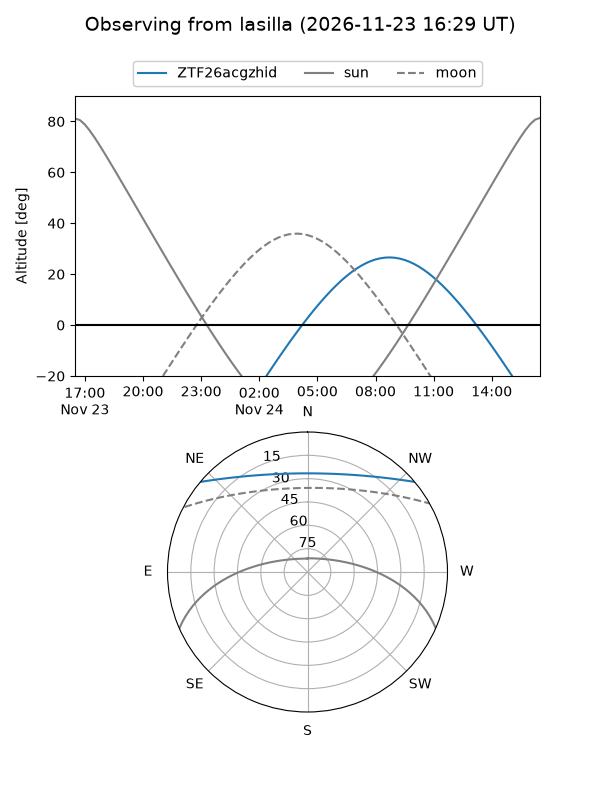 Observing from lasilla (2026-11-23 16:29 UT)
ZTF26acgzhid sun moon
Altitude [deg]
80
60
40
20
0
−20
17:00 20:00 23:00 02:00 05:00 08:00 11:00 14:00
Nov 23 Nov 24
N
NE NW
15
30
45
60
75
E W
SE SW
S